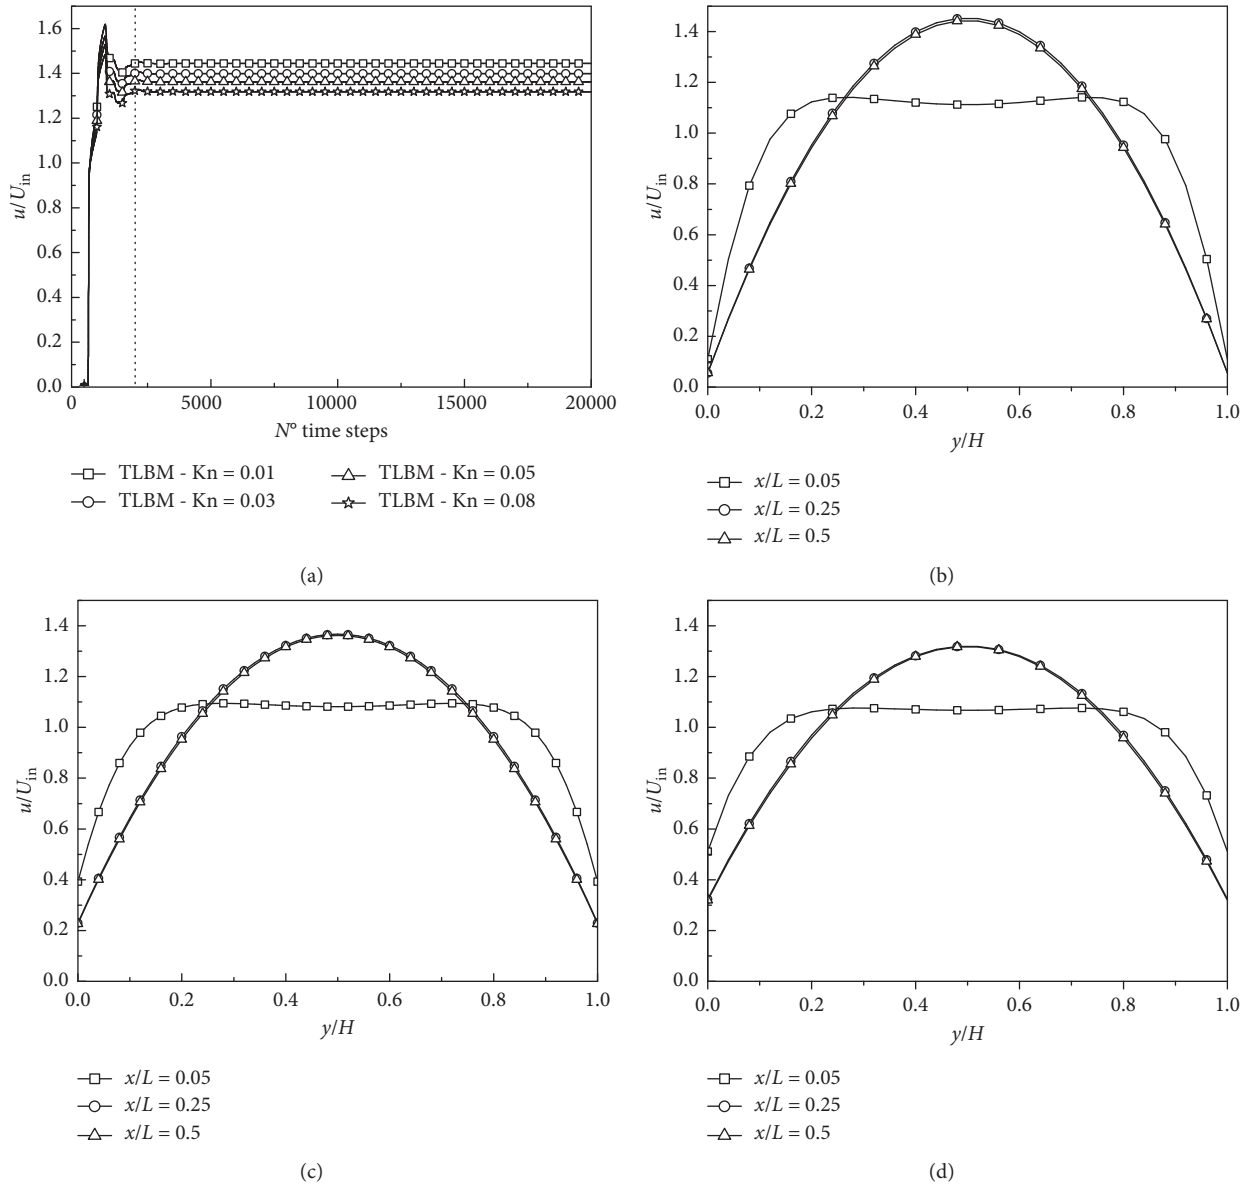 1.6
1.4
1.2
1.0
0.8
0.6
0.4
0.2
0.0
u/U_in
0 5000 10000 15000 20000
N° time steps
TLBM - Kn = 0.01
TLBM - Kn = 0.03
TLBM - Kn = 0.05
TLBM - Kn = 0.08
(a)
1.4
1.2
1.0
0.8
0.6
0.4
0.2
0.0
u/U_in
0.0 0.2 0.4 0.6 0.8 1.0
y/H
x/L = 0.05
x/L = 0.25
x/L = 0.5
(b)
1.4
1.2
1.0
0.8
0.6
0.4
0.2
0.0
u/U_in
0.0 0.2 0.4 0.6 0.8 1.0
y/H
x/L = 0.05
x/L = 0.25
x/L = 0.5
(c)
1.4
1.2
1.0
0.8
0.6
0.4
0.2
0.0
u/U_in
0.0 0.2 0.4 0.6 0.8 1.0
y/H
x/L = 0.05
x/L = 0.25
x/L = 0.5
(d)